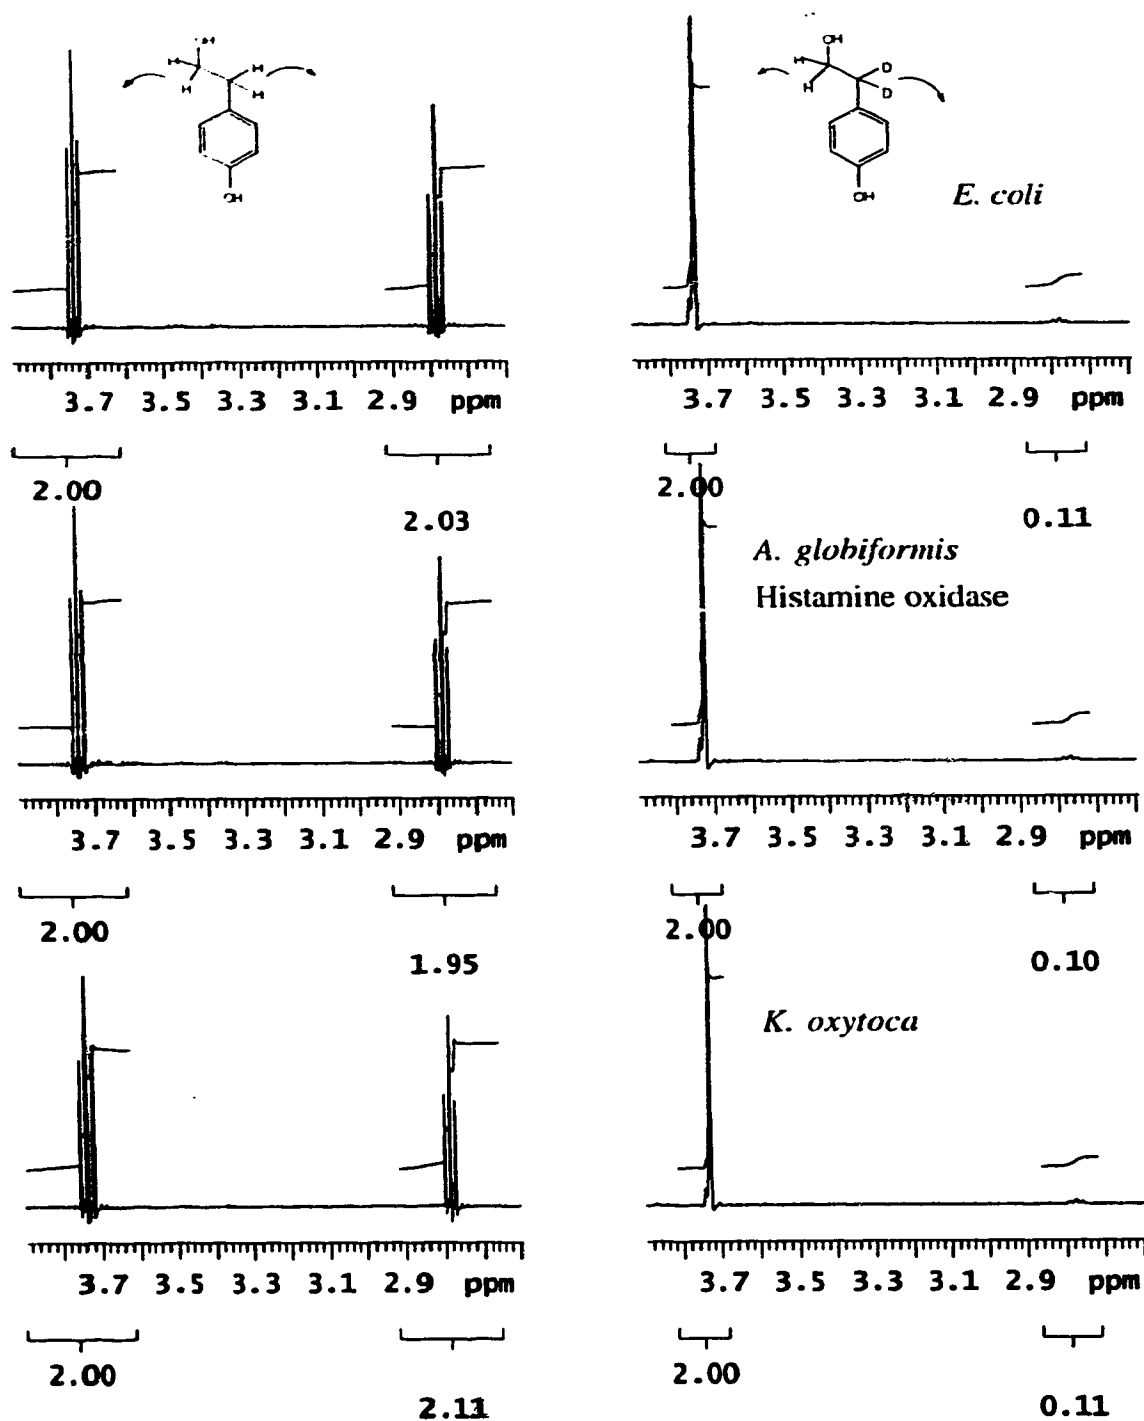 OH
H
H
H
H
OH
OH
H
H
D
D
OH
E. coli
3.7 3.5 3.3 3.1 2.9 ppm
3.7 3.5 3.3 3.1 2.9 ppm
2.00
2.03
2.00
0.11
A. globiformis
Histamine oxidase
3.7 3.5 3.3 3.1 2.9 ppm
3.7 3.5 3.3 3.1 2.9 ppm
2.00
1.95
2.00
0.10
K. oxytoca
3.7 3.5 3.3 3.1 2.9 ppm
3.7 3.5 3.3 3.1 2.9 ppm
2.00
2.11
2.00
0.11